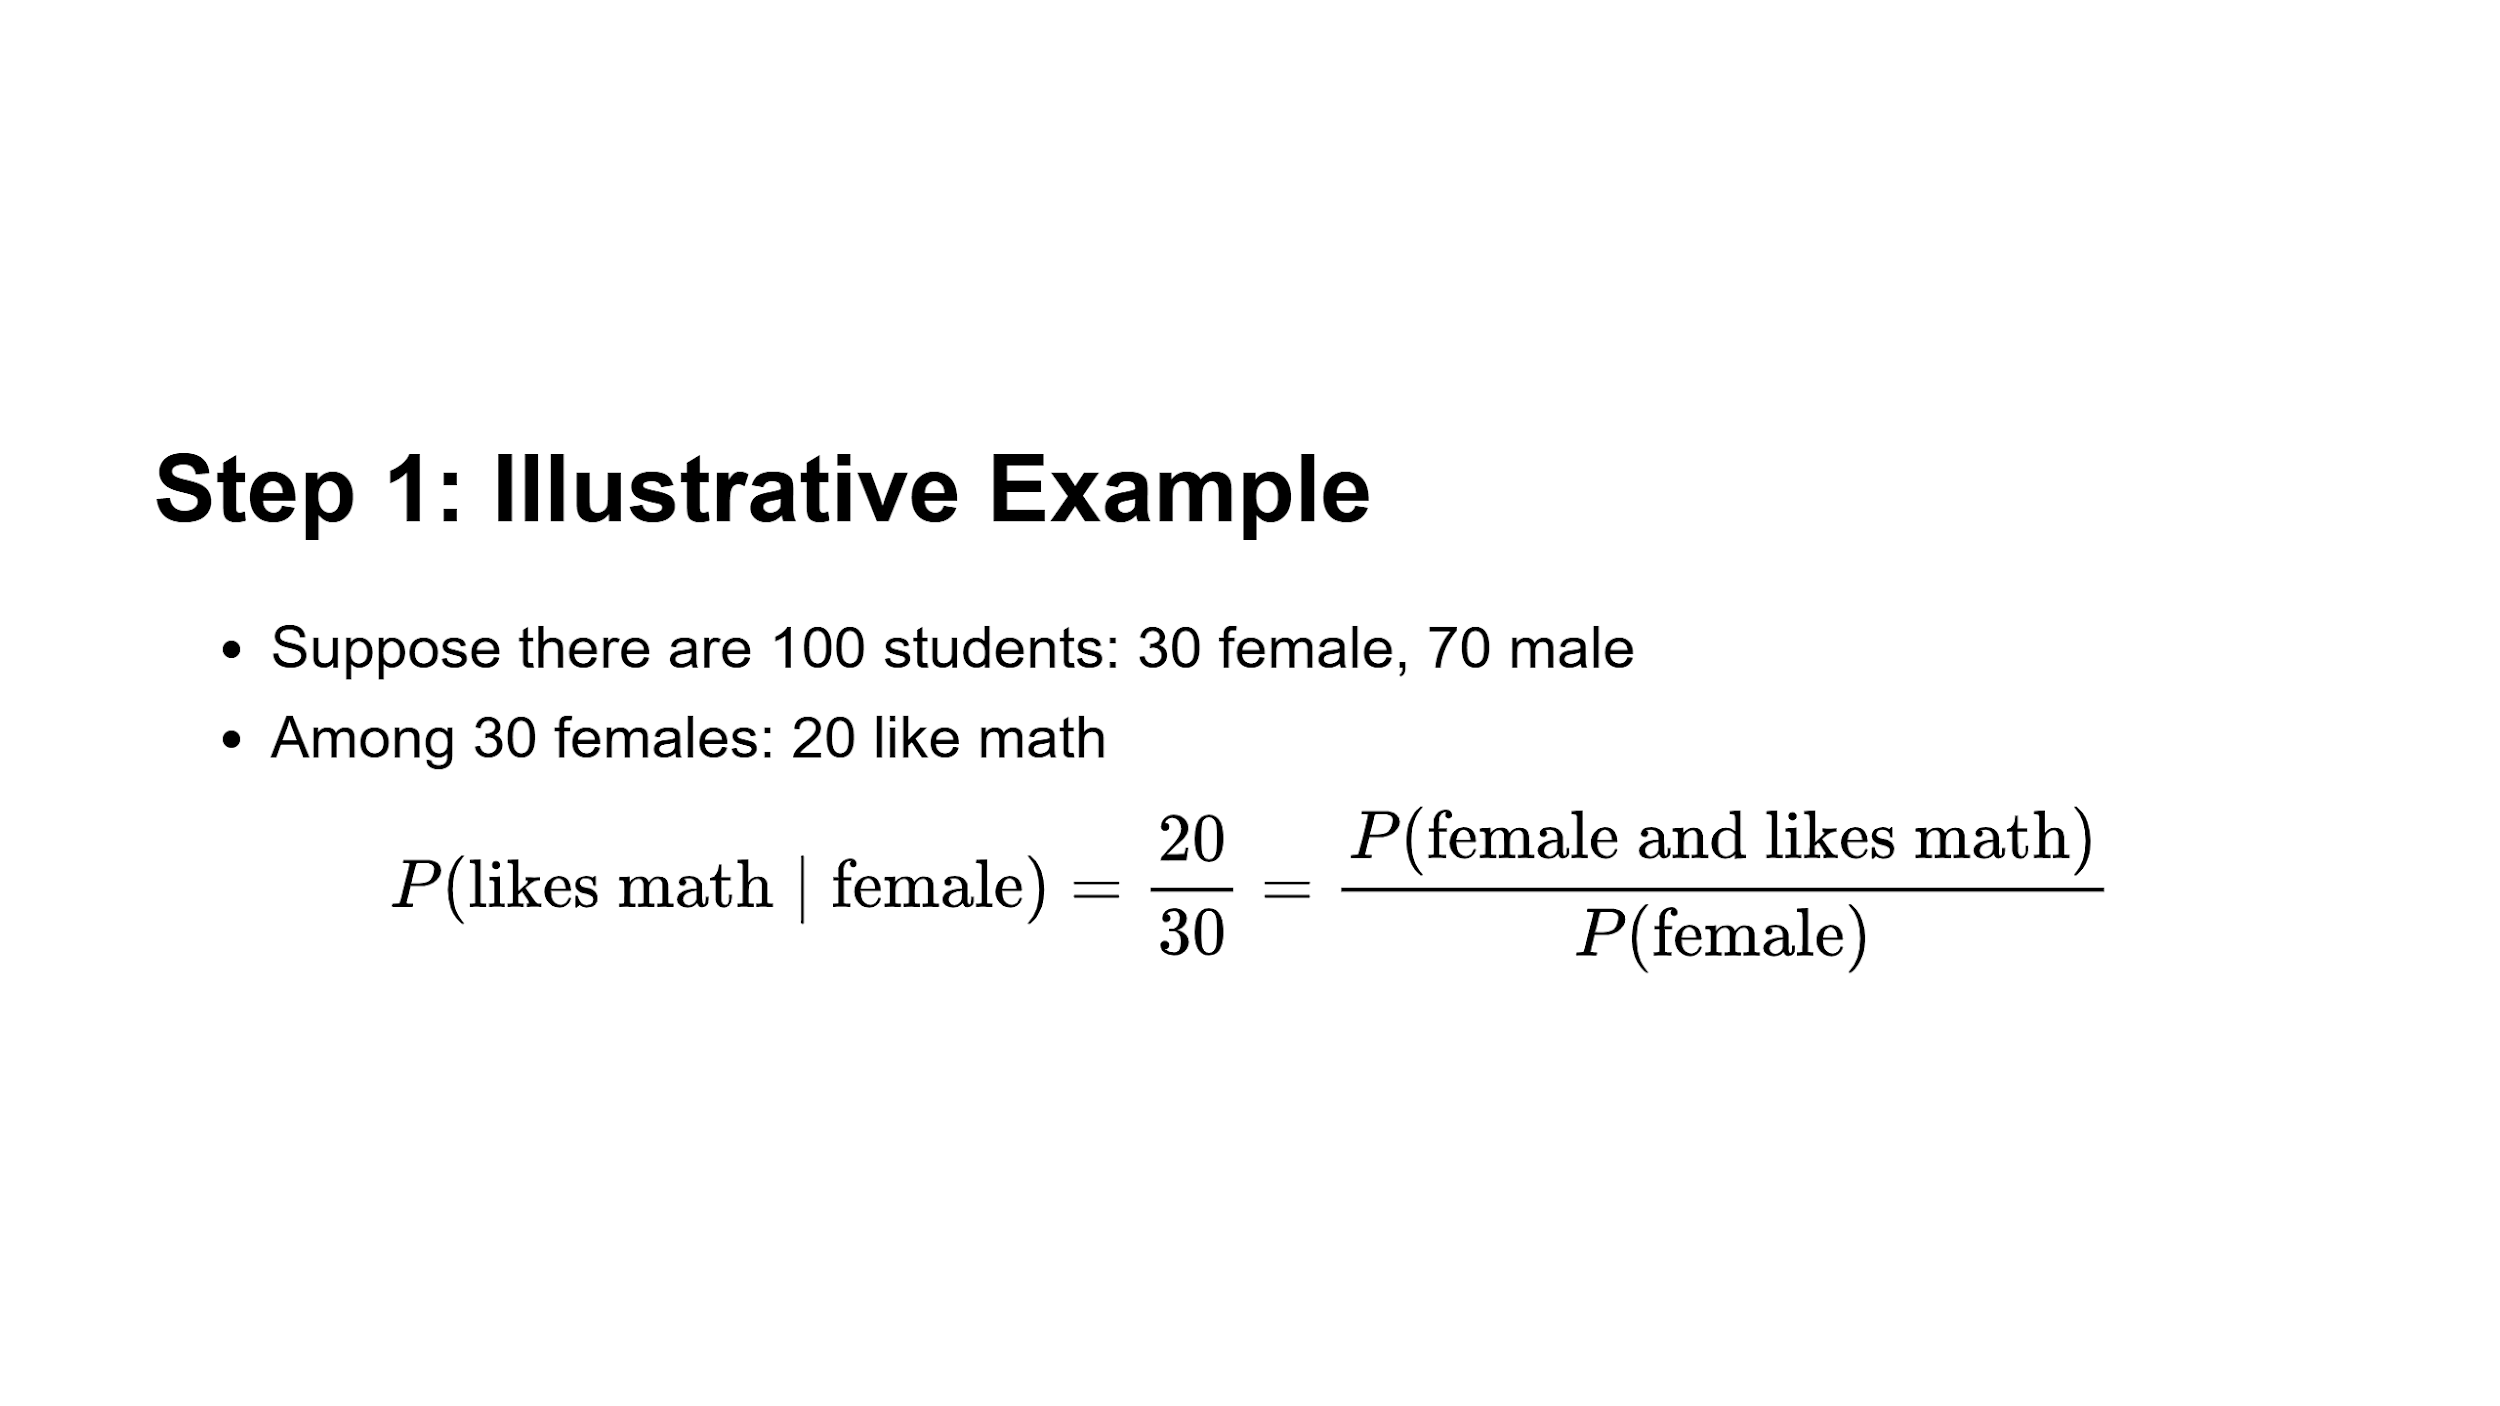 Step 1: Illustrative Example
• Suppose there are 100 students: 30 female, 70 male
• Among 30 females: 20 like math
P(likes math | female) = 20/30 = P(female and likes math)/P(female)